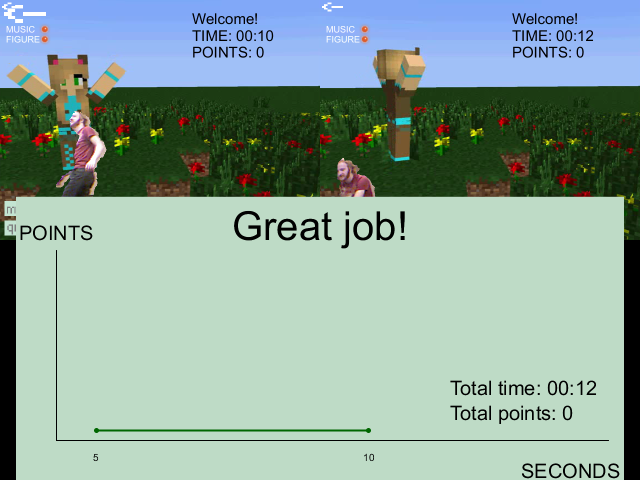 Welcome!
TIME: 00:10
POINTS: 0
MUSIC
FIGURE
Welcome!
TIME: 00:12
POINTS: 0
MUSIC
FIGURE
Great job!
POINTS
Total time: 00:12
Total points: 0
5 10
SECONDS